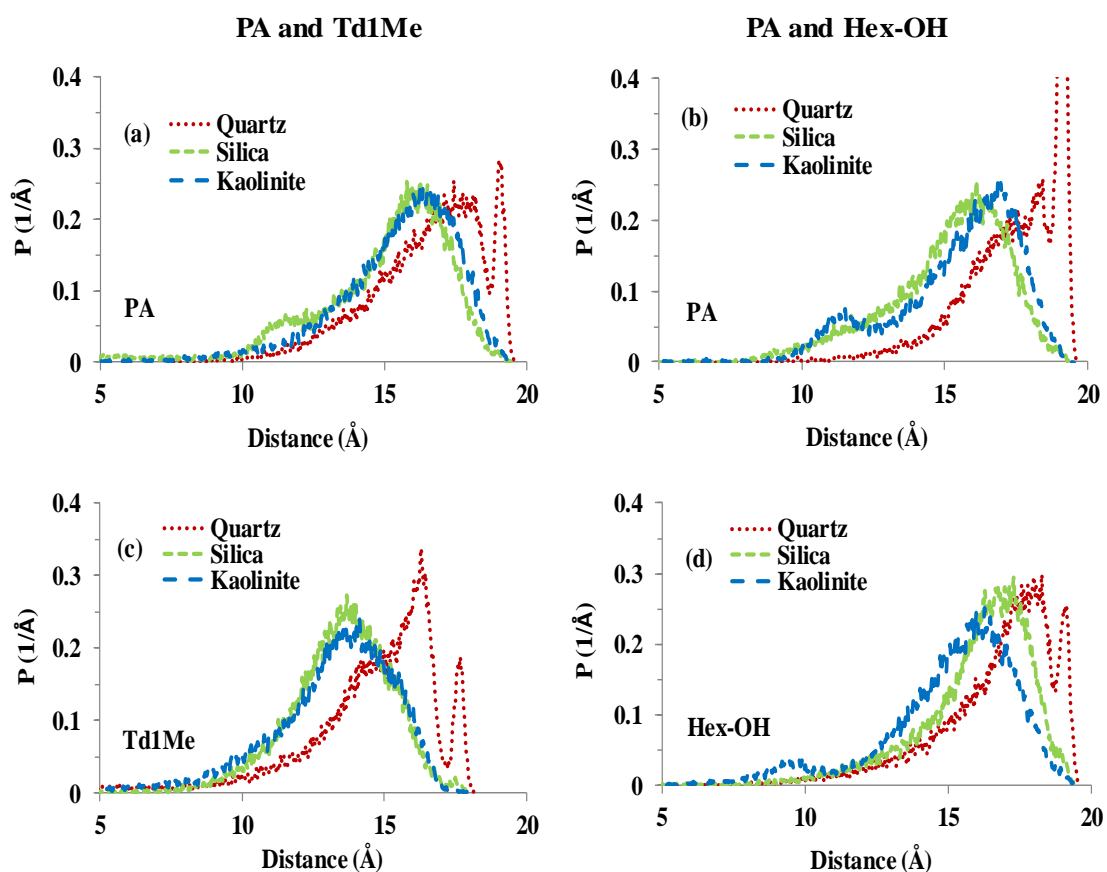 PA and Td1Me
PA and Hex-OH
0.4
0.3
0.2
0.1
0
P (1/Å)
(a)
Quartz
Silica
Kaolinite
PA
5
10
15
20
Distance (Å)
0.4
0.3
0.2
0.1
0
P (1/Å)
(b)
Quartz
Silica
Kaolinite
PA
5
10
15
20
Distance (Å)
0.4
0.3
0.2
0.1
0
P (1/Å)
(c)
Quartz
Silica
Kaolinite
Td1Me
5
10
15
20
Distance (Å)
0.4
0.3
0.2
0.1
0
P (1/Å)
(d)
Quartz
Silica
Kaolinite
Hex-OH
5
10
15
20
Distance (Å)